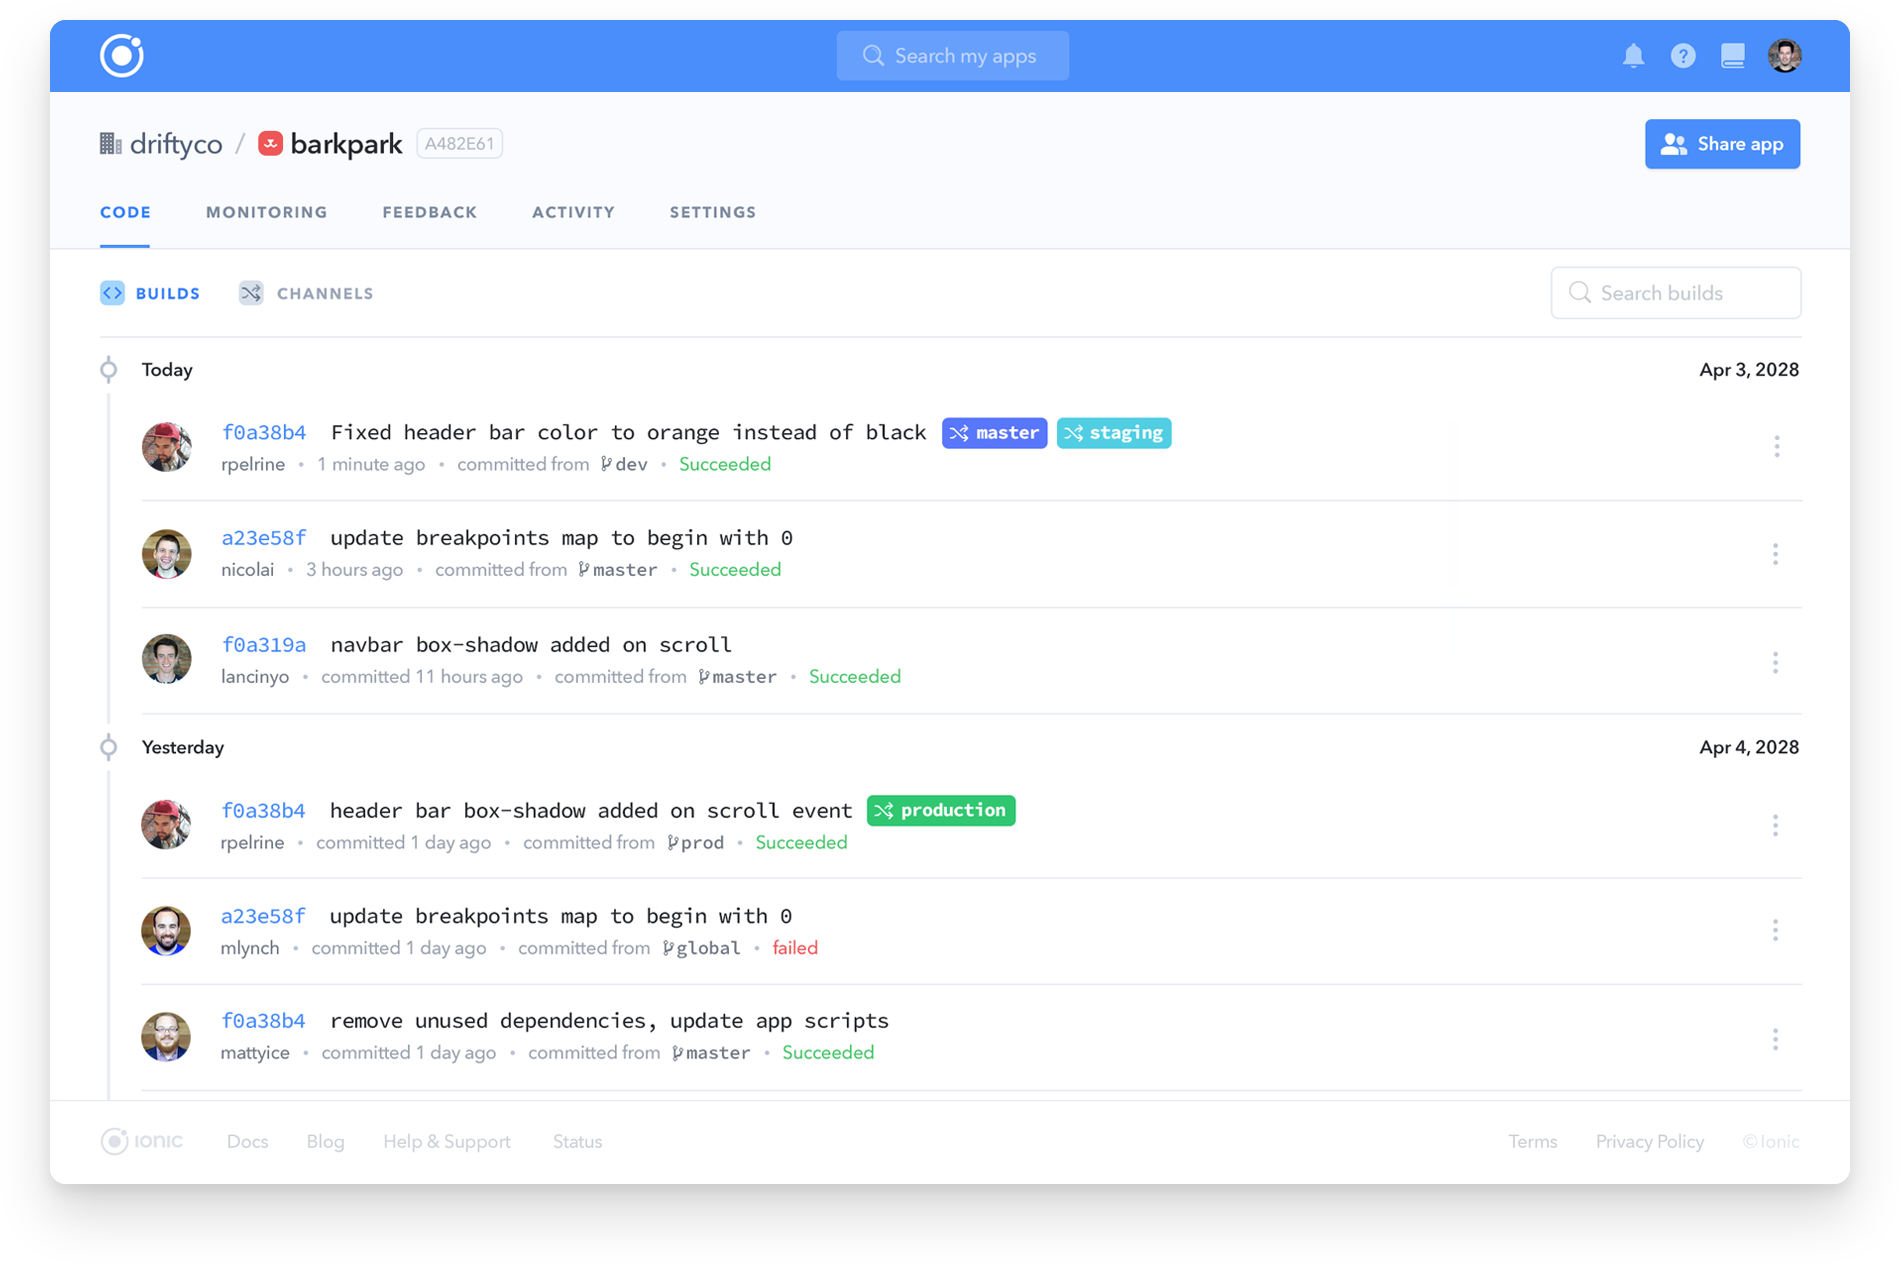 Search my apps
?
driftyco / barkpark A482E61
Share app
CODE MONITORING FEEDBACK ACTIVITY SETTINGS
BUILDS CHANNELS
Search builds
Today Apr 3, 2028
f0a38b4 Fixed header bar color to orange instead of black master staging
rpelrine • 1 minute ago • committed from dev • Succeeded
a23e58f update breakpoints map to begin with 0
nicolai • 3 hours ago • committed from master • Succeeded
f0a319a navbar box-shadow added on scroll
lancinyo • committed 11 hours ago • committed from master • Succeeded
Yesterday Apr 4, 2028
f0a38b4 header bar box-shadow added on scroll event production
rpelrine • committed 1 day ago • committed from prod • Succeeded
a23e58f update breakpoints map to begin with 0
mlynch • committed 1 day ago • committed from global • failed
f0a38b4 remove unused dependencies, update app scripts
mattyice • committed 1 day ago • committed from master • Succeeded
IONIC Docs Blog Help & Support Status Terms Privacy Policy ©Ionic